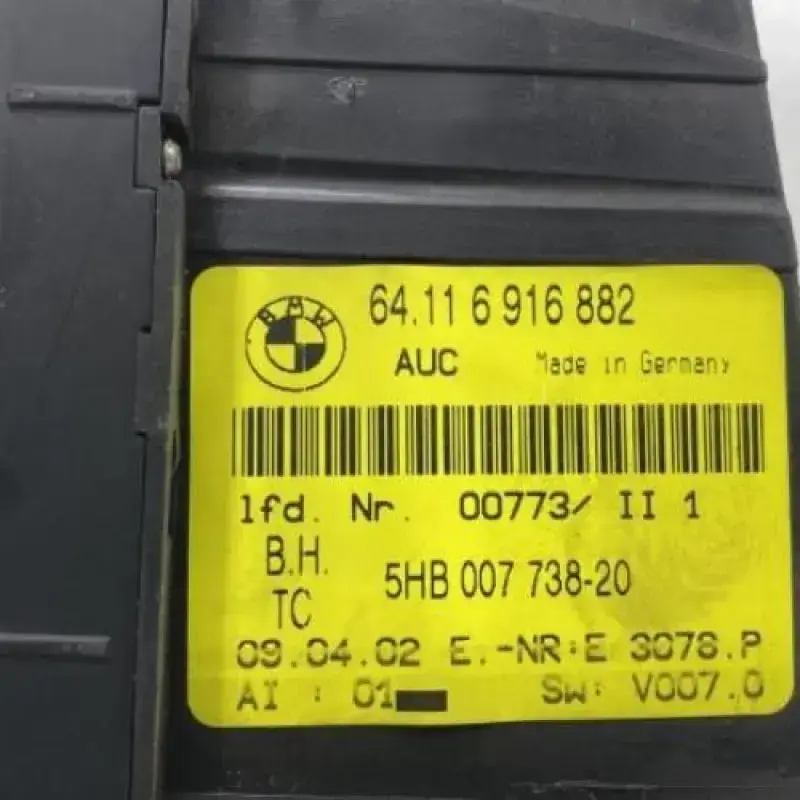 BMW
64.11 6 916 882
AUC Made in Germany
lfd. Nr. 00773/ II 1
B.H.
5HB 007 738-20
TC
09.04.02 E.-NR:E 3078.P
AI : 01
Sw: V007.0